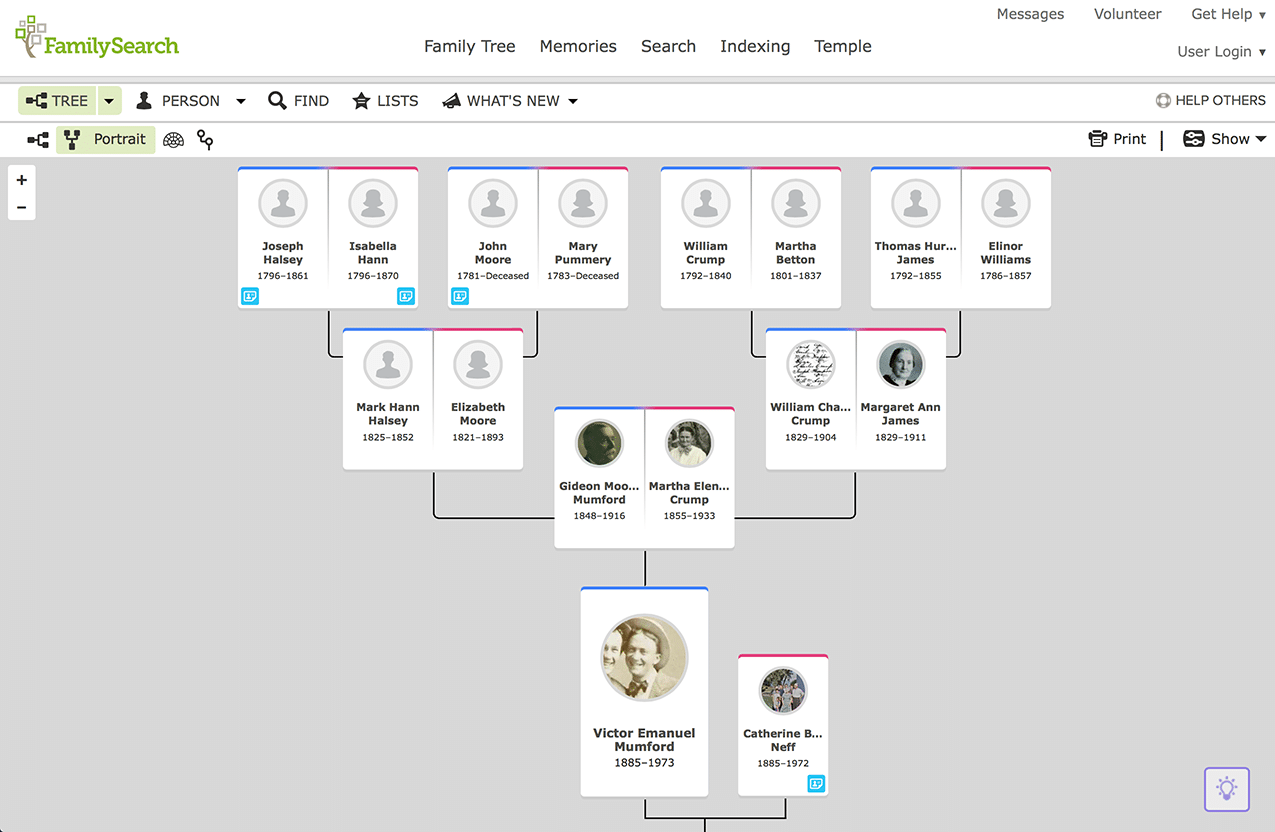 FamilySearch
Messages Volunteer Get Help ▼
Family Tree Memories Search Indexing Temple
User Login ▼
TREE PERSON FIND LISTS WHAT'S NEW HELP OTHERS
Portrait Print | Show
+
−
Joseph Halsey
1796–1861
Isabella Hann
1796–1870
John Moore
1781–Deceased
Mary Pummery
1783–Deceased
William Crump
1792–1840
Martha Betton
1801–1837
Thomas Hur... James
1792–1855
Elinor Williams
1786–1857
Mark Hann Halsey
1825–1852
Elizabeth Moore
1821–1893
William Cha... Crump
1829–1904
Margaret Ann James
1829–1911
Gideon Moo... Mumford
1848–1916
Martha Elen... Crump
1855–1933
Victor Emanuel Mumford
1885–1973
Catherine B... Neff
1885–1972